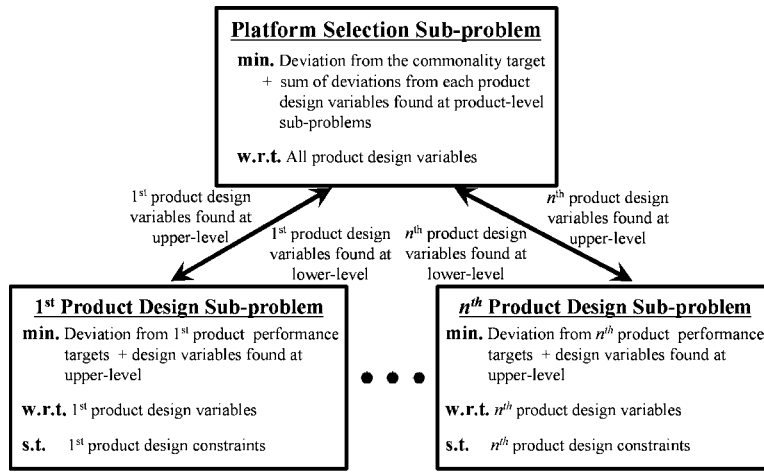 Platform Selection Sub-problem
min. Deviation from the commonality target
+ sum of deviations from each product
design variables found at product-level
sub-problems
w.r.t. All product design variables
1st product design
variables found at
upper-level
1st product design
variables found at
lower-level
nth product design
variables found at
lower-level
nth product design
variables found at
upper-level
1st Product Design Sub-problem
min. Deviation from 1st product performance
targets + design variables found at
upper-level
w.r.t. 1st product design variables
s.t. 1st product design constraints
nth Product Design Sub-problem
min. Deviation from nth product performance
targets + design variables found at
upper-level
w.r.t. nth product design variables
s.t. nth product design constraints